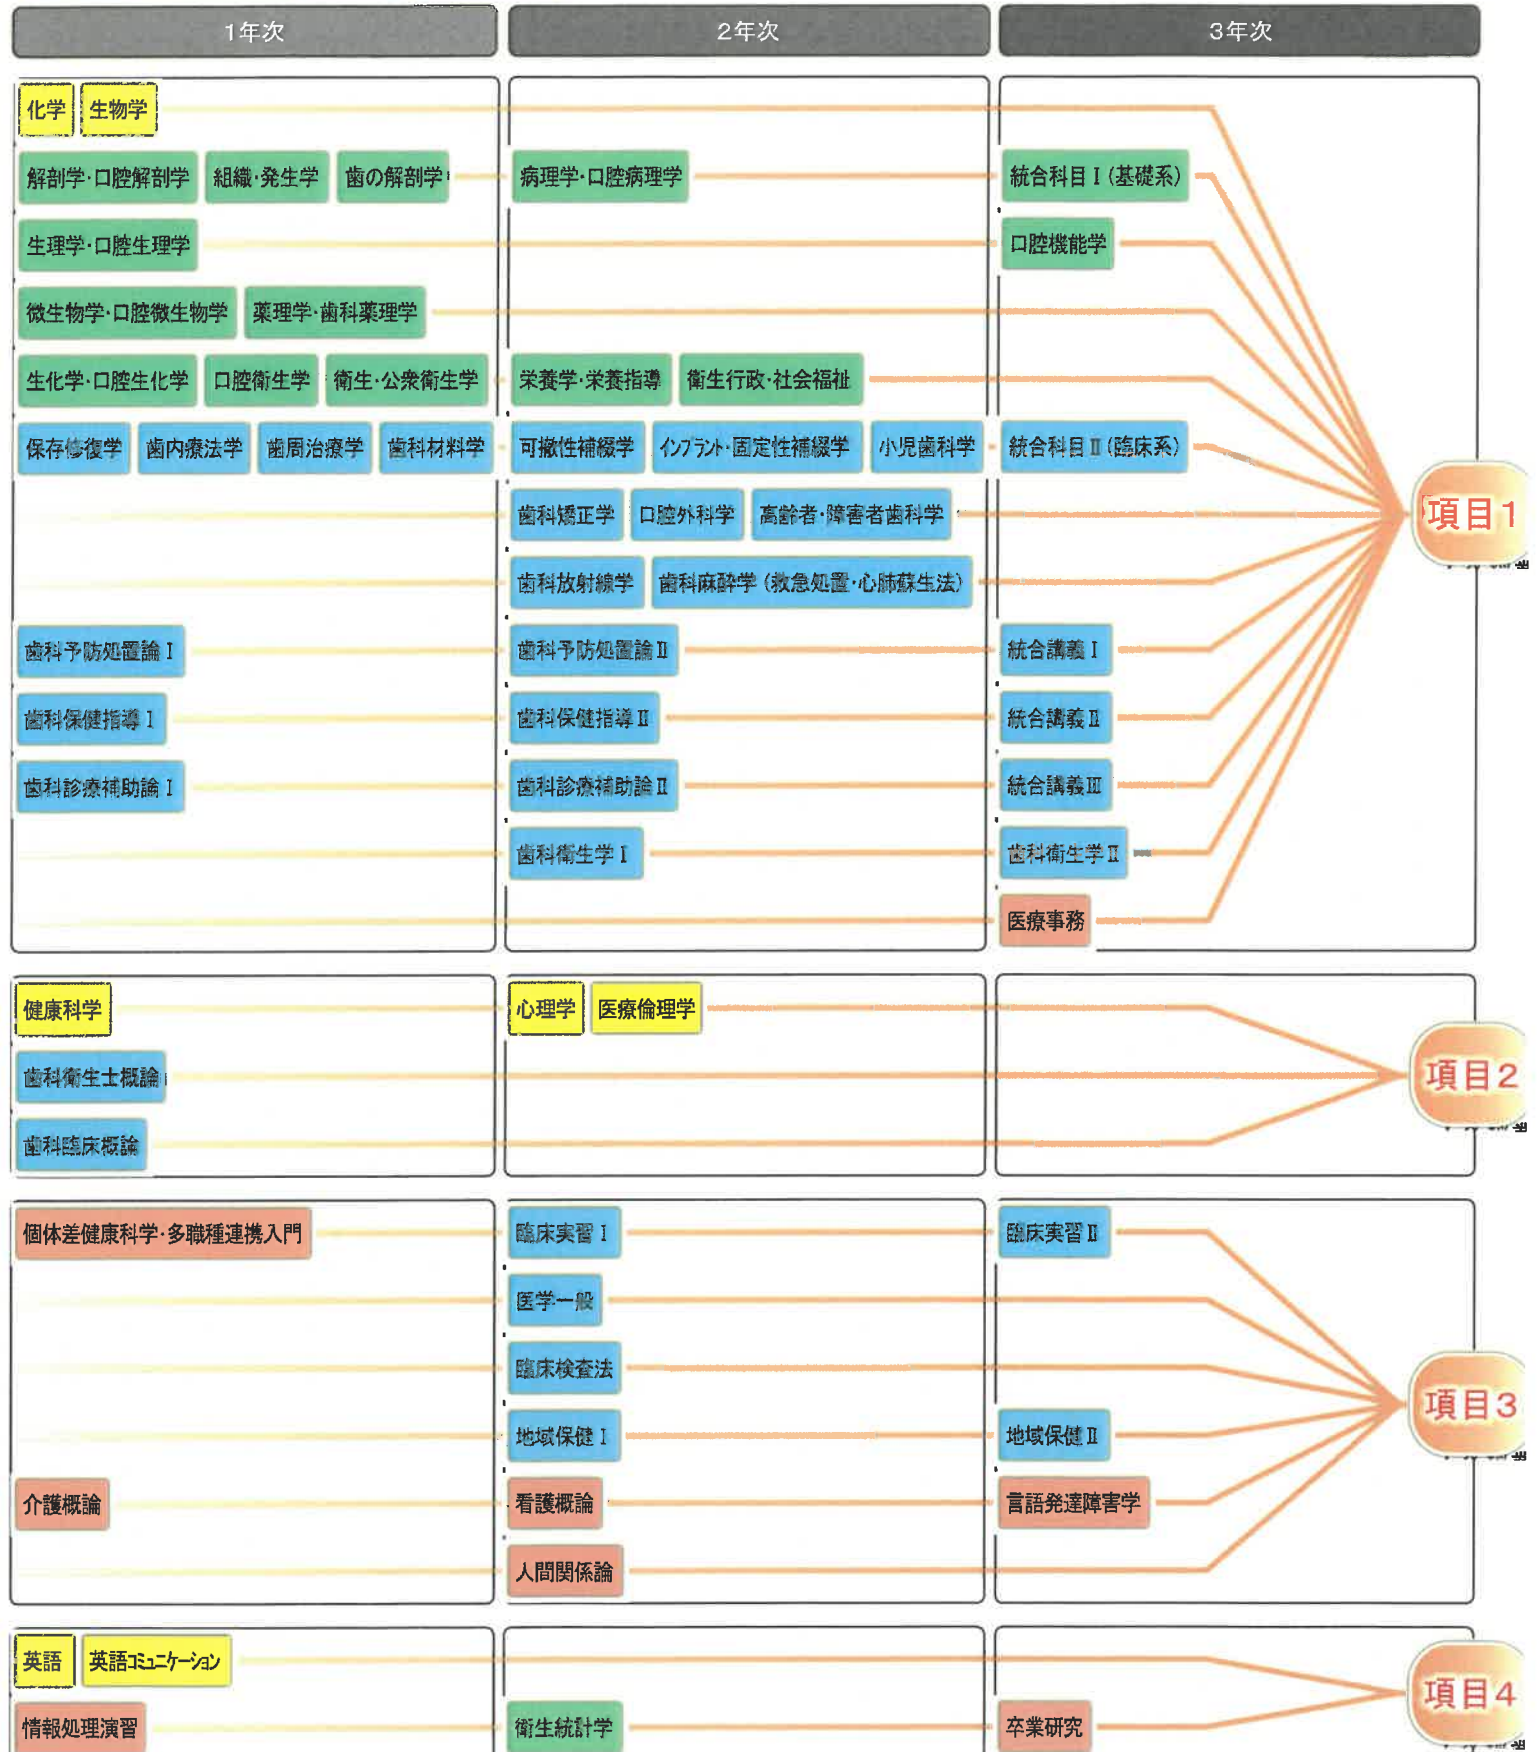 1年次 2年次 3年次
化学 生物学
解剖学・口腔解剖学 組織・発生学 歯の解剖学 病理学・口腔病理学 統合科目Ⅰ(基礎系)
生理学・口腔生理学 口腔機能学
微生物学・口腔微生物学 薬理学・歯科薬理学
生化学・口腔生化学 口腔衛生学 衛生・公衆衛生学 栄養学・栄養指導 衛生行政・社会福祉
保存修復学 歯内療法学 歯周治療学 歯科材料学 可撤性補綴学 インプラント・固定性補綴学 小児歯科学 統合科目Ⅱ(臨床系)
歯科矯正学 口腔外科学 高齢者・障害者歯科学
項目1
歯科放射線学 歯科麻酔学(救急処置・心肺蘇生法)
歯科予防処置論Ⅰ 歯科予防処置論Ⅱ 統合講義Ⅰ
歯科保健指導Ⅰ 歯科保健指導Ⅱ 統合講義Ⅱ
歯科診療補助論Ⅰ 歯科診療補助論Ⅱ 統合講義Ⅲ
歯科衛生学Ⅰ 歯科衛生学Ⅱ
医療事務
健康科学 心理学 医療倫理学
歯科衛生士概論
項目2
歯科臨床概論
個体差健康科学・多職種連携入門 臨床実習Ⅰ 臨床実習Ⅱ
医学一般
臨床検査法
項目3
地域保健Ⅰ 地域保健Ⅱ
介護概論 看護概論 言語発達障害学
人間関係論
英語 英語コミュニケーション
項目4
情報処理演習 衛生統計学 卒業研究